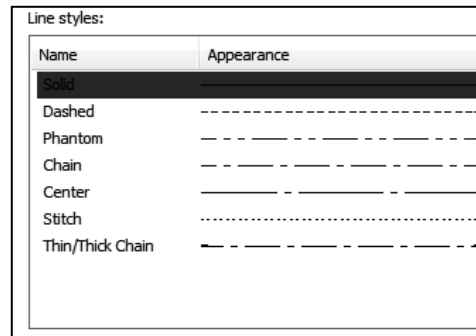 Line styles:
Name Appearance
Solid
Dashed
Phantom
Chain
Center
Stitch
Thin/Thick Chain